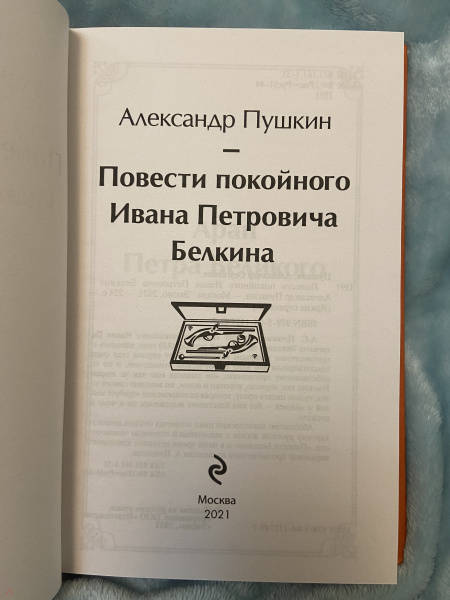 Александр Пушкин
Повести покойного
Ивана Петровича
Белкина
Москва
2021